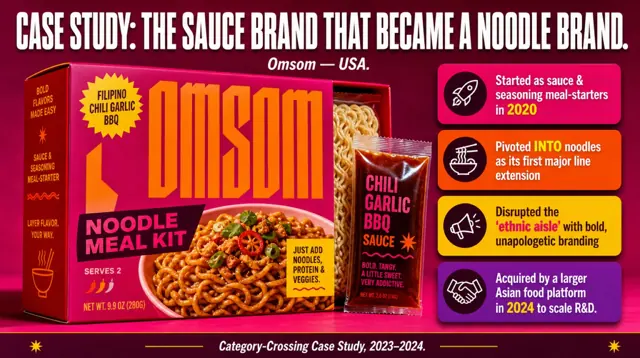 CASE STUDY: THE SAUCE BRAND THAT BECAME A NOODLE BRAND.
Omsom — USA.
BOLD
FLAVORS
MADE EASY
SAUCE &
SEASONING
MEAL-STARTER
LAYER FLAVOR,
YOUR WAY.
FILIPINO
CHILI GARLIC
BBQ
OMSOM
NOODLE
MEAL KIT
SERVES 2
NET WT. 9.9 OZ (280G)
JUST ADD
NOODLES,
PROTEIN &
VEGGIES.
CHILI
GARLIC
BBQ
SAUCE
BOLD. TANGY.
A LITTLE SWEET.
VERY ADDICTIVE.
Started as sauce &
seasoning meal-starters
in 2020
Pivoted INTO noodles
as its first major line
extension
Disrupted the
'ethnic aisle' with bold,
unapologetic branding
Acquired by a larger
Asian food platform
in 2024 to scale R&D.
Category-Crossing Case Study, 2023–2024.